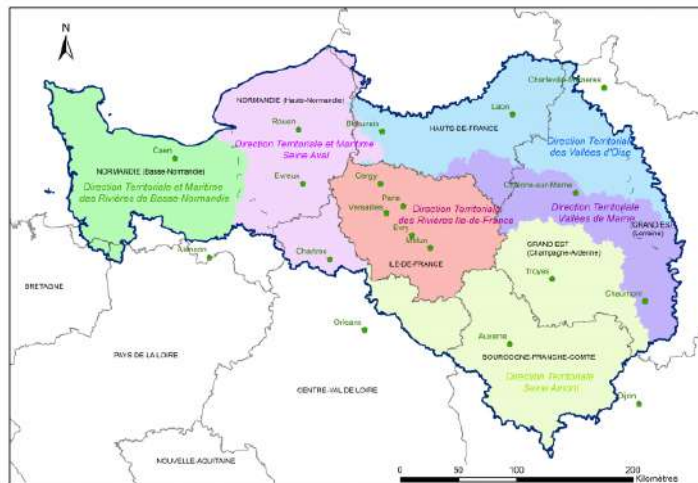 N
Charleville-Mézières
NORMANDIE (Haute-Normandie)
Laon
Rouen
Beauvais
HAUTS-DE-FRANCE
Direction Territoriale et Maritime
Seine Aval
Direction Territoriale
des Vallées d'Oise
Caen
NORMANDIE (Basse-Normandie)
Direction Territoriale et Maritime
des Rivières de Basse Normandie
Evreux
Cergy
Châlons-sur-Marne
Paris
Versailles
Direction Territoriale
des Rivières Ile-de-France
Direction Territoriale
Vallées de Marne
Evry
Melun
GRAND EST
(Lorraine)
GRAND EST
(Champagne-Ardenne)
Alençon
Chartres
ILE-DE-FRANCE
Troyes
BRETAGNE
Chaumont
Orléans
Auxerre
PAYS DE LA LOIRE
BOURGOGNE-FRANCHE-COMTE
Direction Territoriale
Seine Amont
CENTRE-VAL DE LOIRE
Dijon
NOUVELLE-AQUITAINE
0 50 100 200
Kilomètres